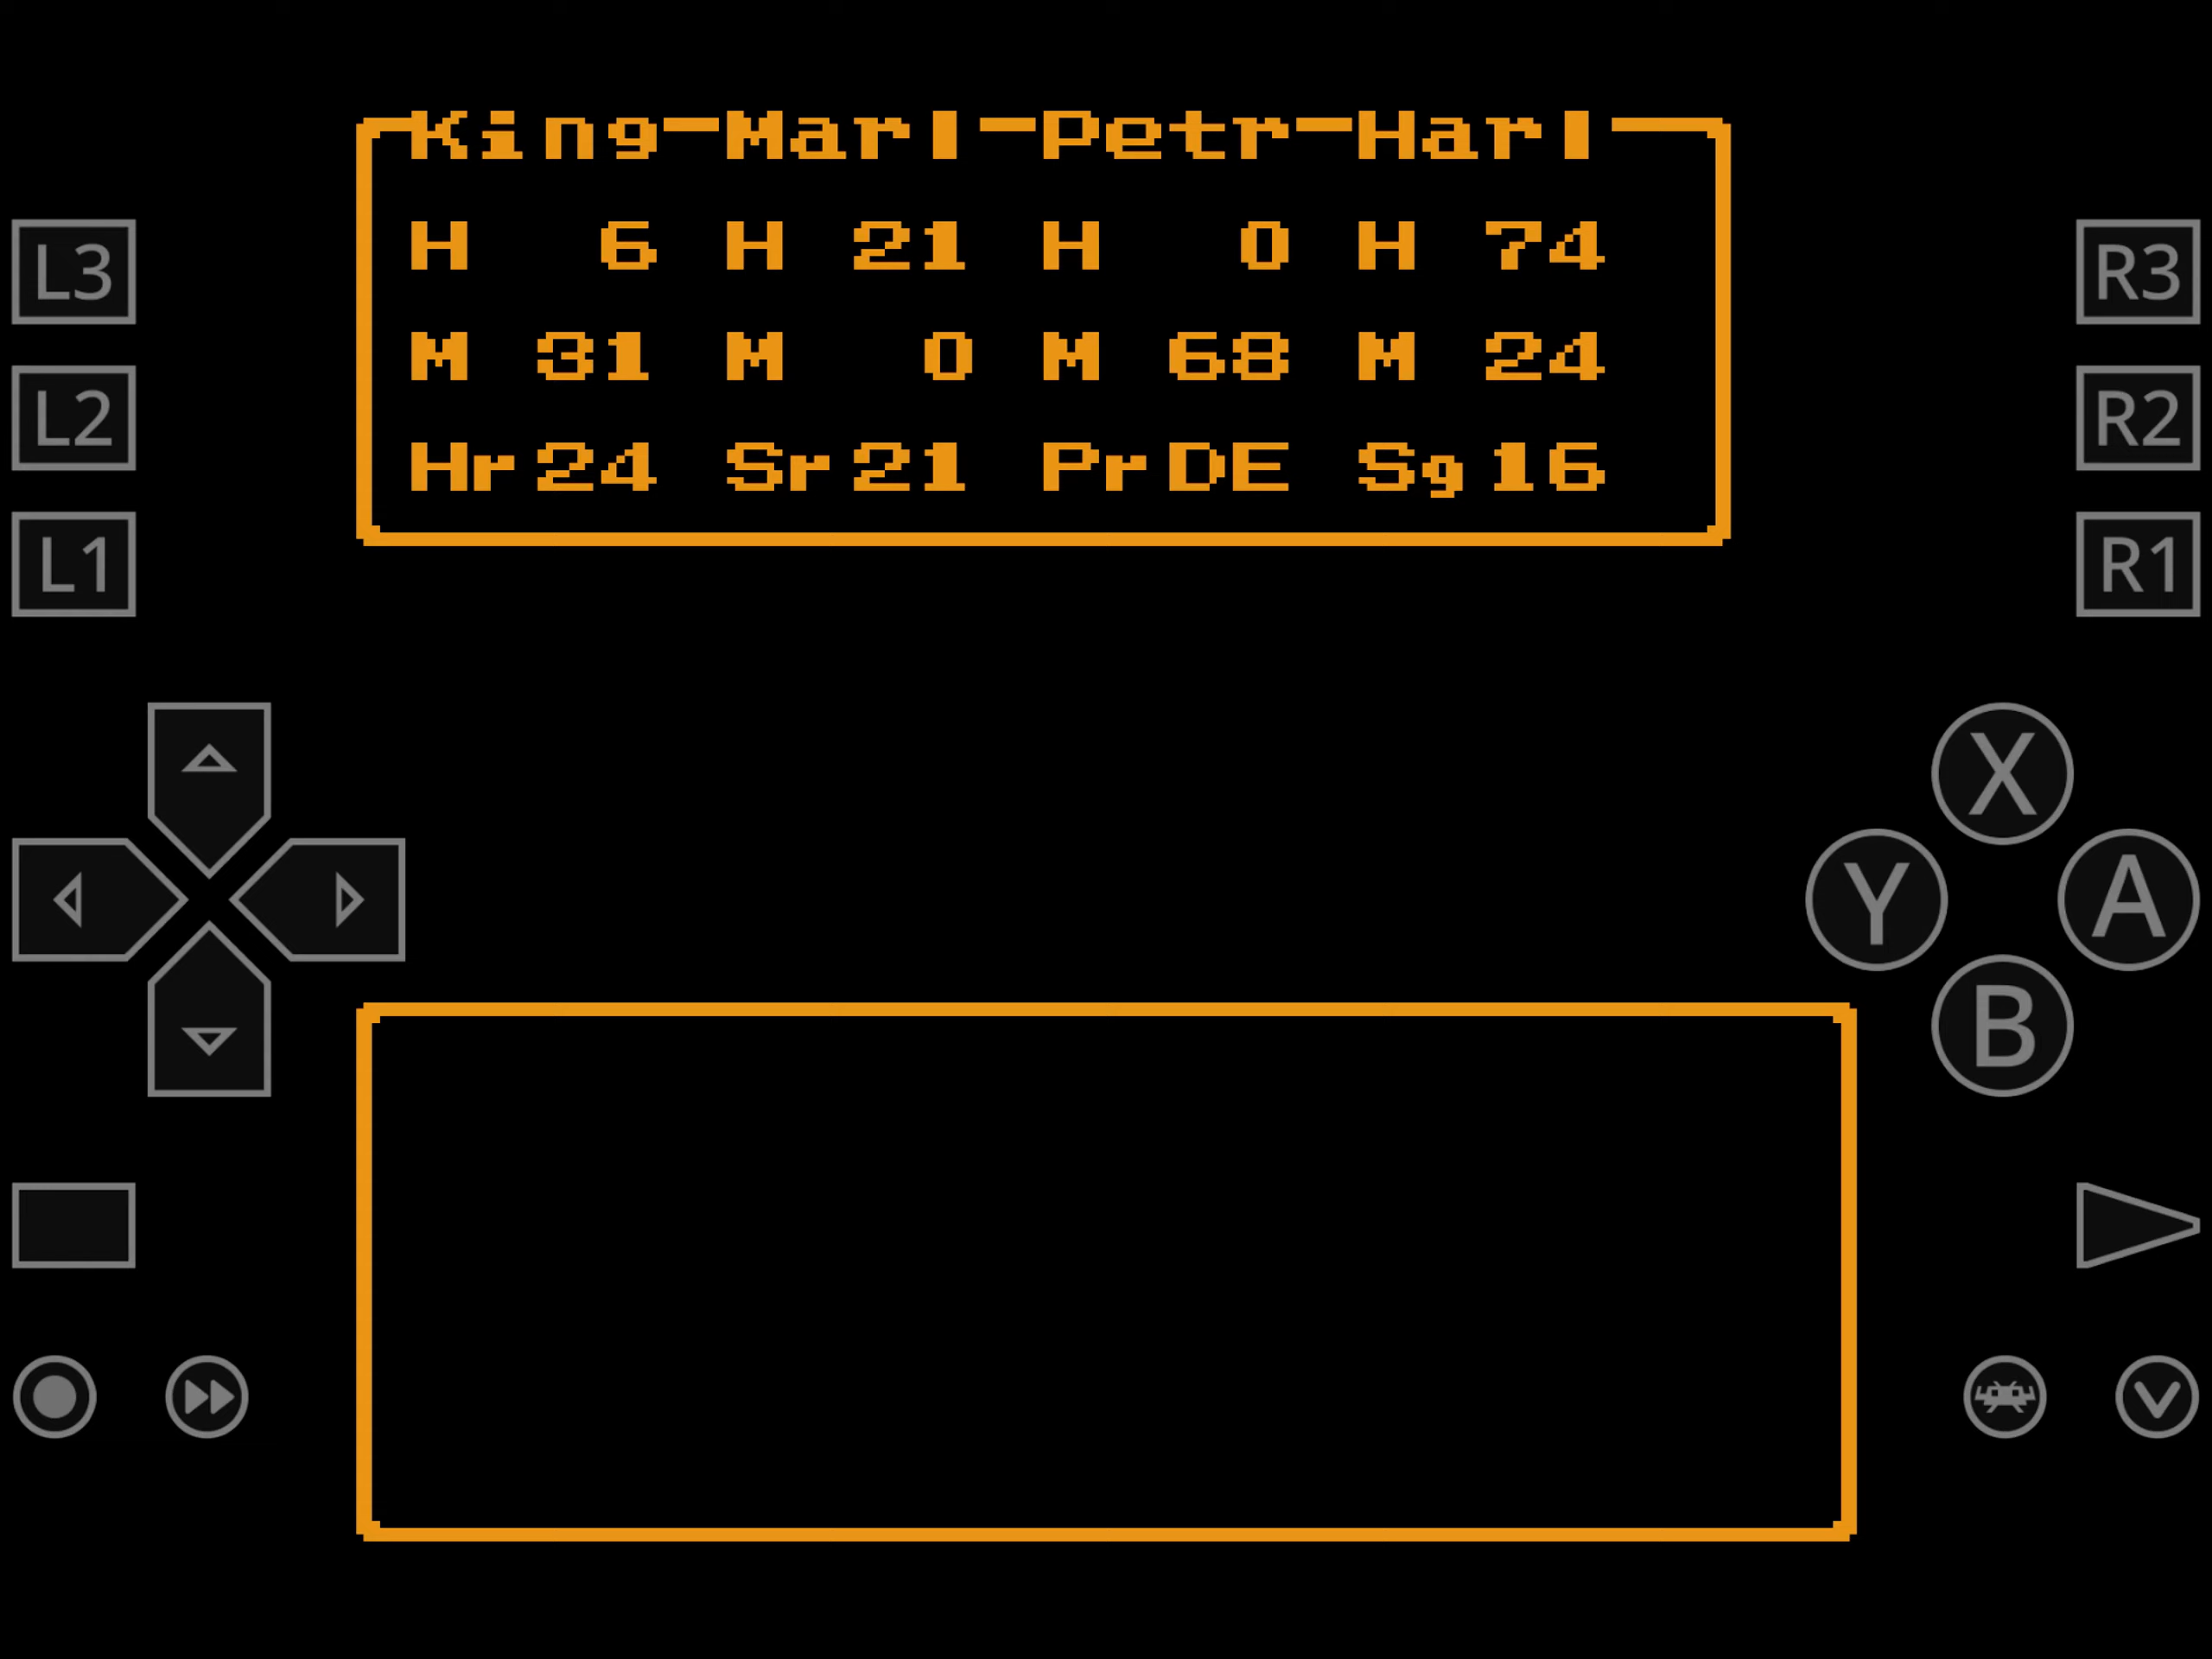 King Marl Petr Harl
H 6 H 21 H 0 H 74
M 31 M 0 M 68 M 24
Hr24 Sr21 PrDE Sg16
L3
R3
L2
R2
L1
R1
X
Y
A
B